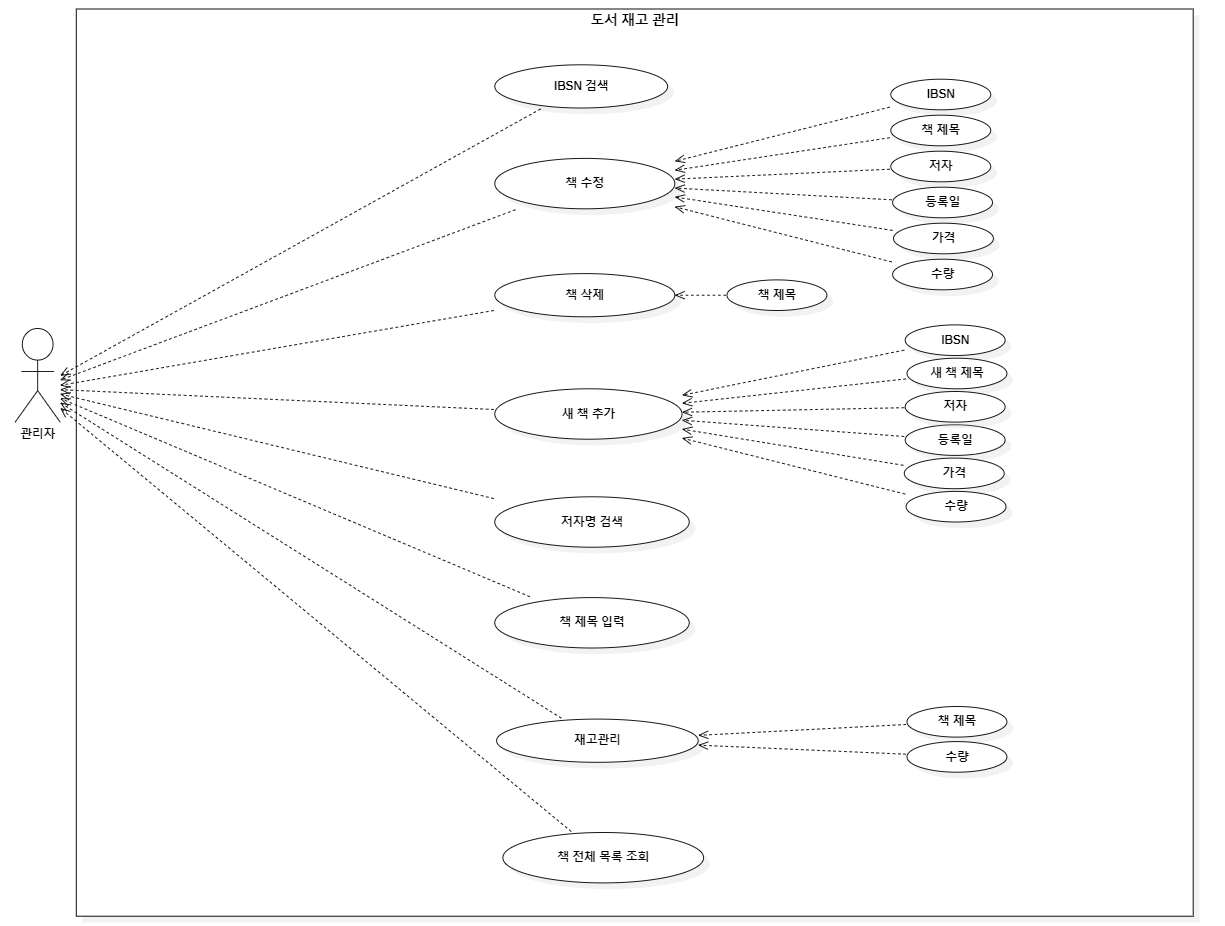 도서 재고 관리
IBSN 검색
IBSN
책 제목
책 수정
저자
등록일
가격
수량
책 삭제
책 제목
관리자
IBSN
새 책 제목
새 책 추가
저자
등록일
가격
수량
저자명 검색
책 제목 입력
재고관리
책 제목
수량
책 전체 목록 조회